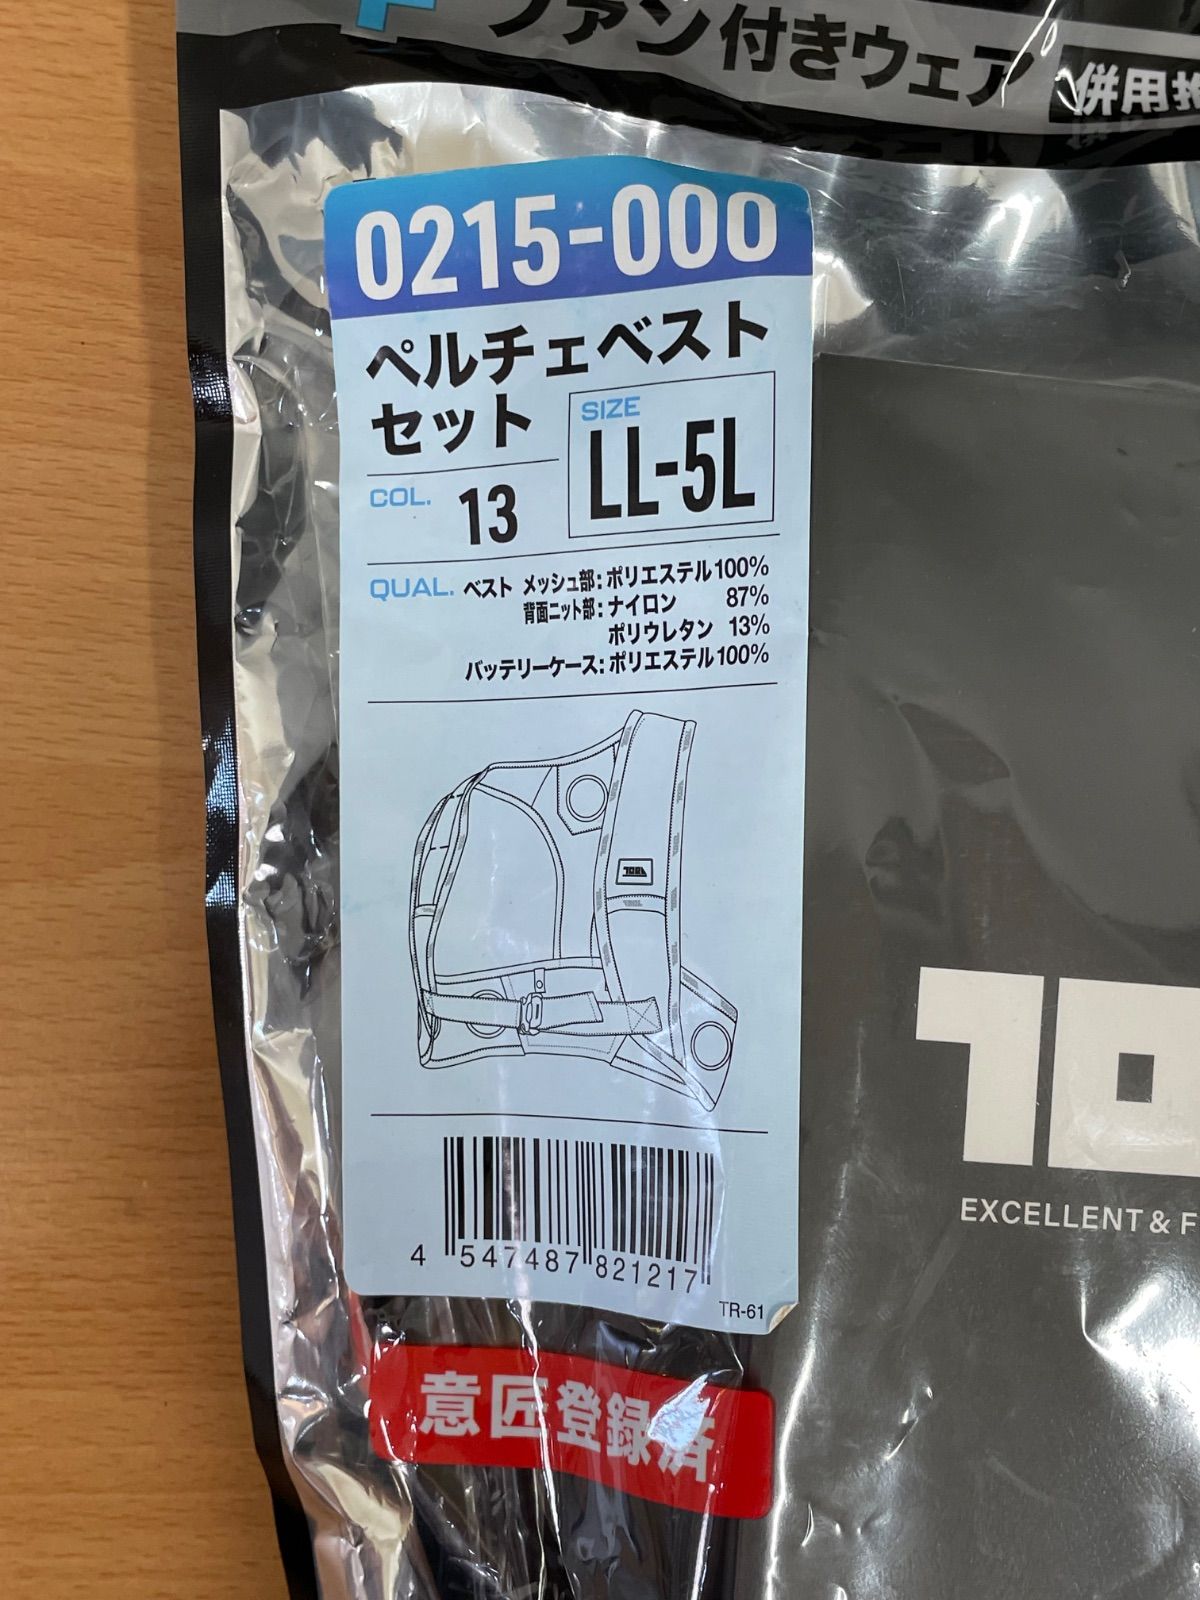 ファン付きウェア 併用推
0215-000
ペルチェベスト
セット
SIZE
LL-5L
COL. 13
QUAL. ベスト メッシュ部:ポリエステル100%
背面ニット部:ナイロン 87%
ポリウレタン 13%
バッテリーケース:ポリエステル100%
4 547487 821217
TR-61
意匠登録済
EXCELLENT & F